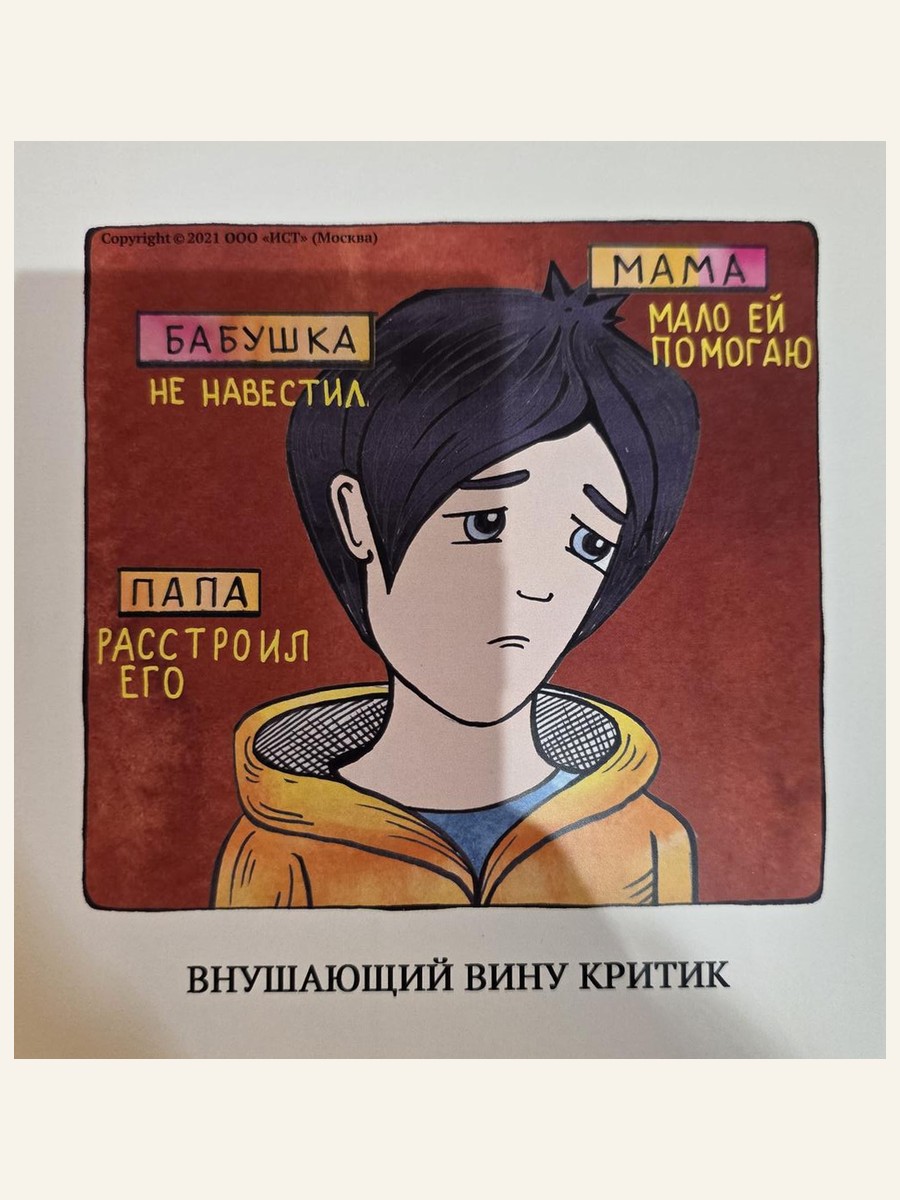 Copyright © 2021 ООО «ИСТ» (Москва)
МАМА
МАЛО ЕЙ
ПОМОГАЮ
БАБУШКА
НЕ НАВЕСТИЛ
ПАПА
РАССТРОИЛ
ЕГО
ВНУШАЮЩИЙ ВИНУ КРИТИК